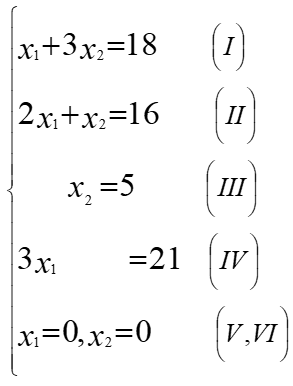 x₁+3x₂=18 (I)
2x₁+x₂=16 (II)
x₂=5 (III)
3x₁ =21 (IV)
x₁=0,x₂=0 (V,VI)